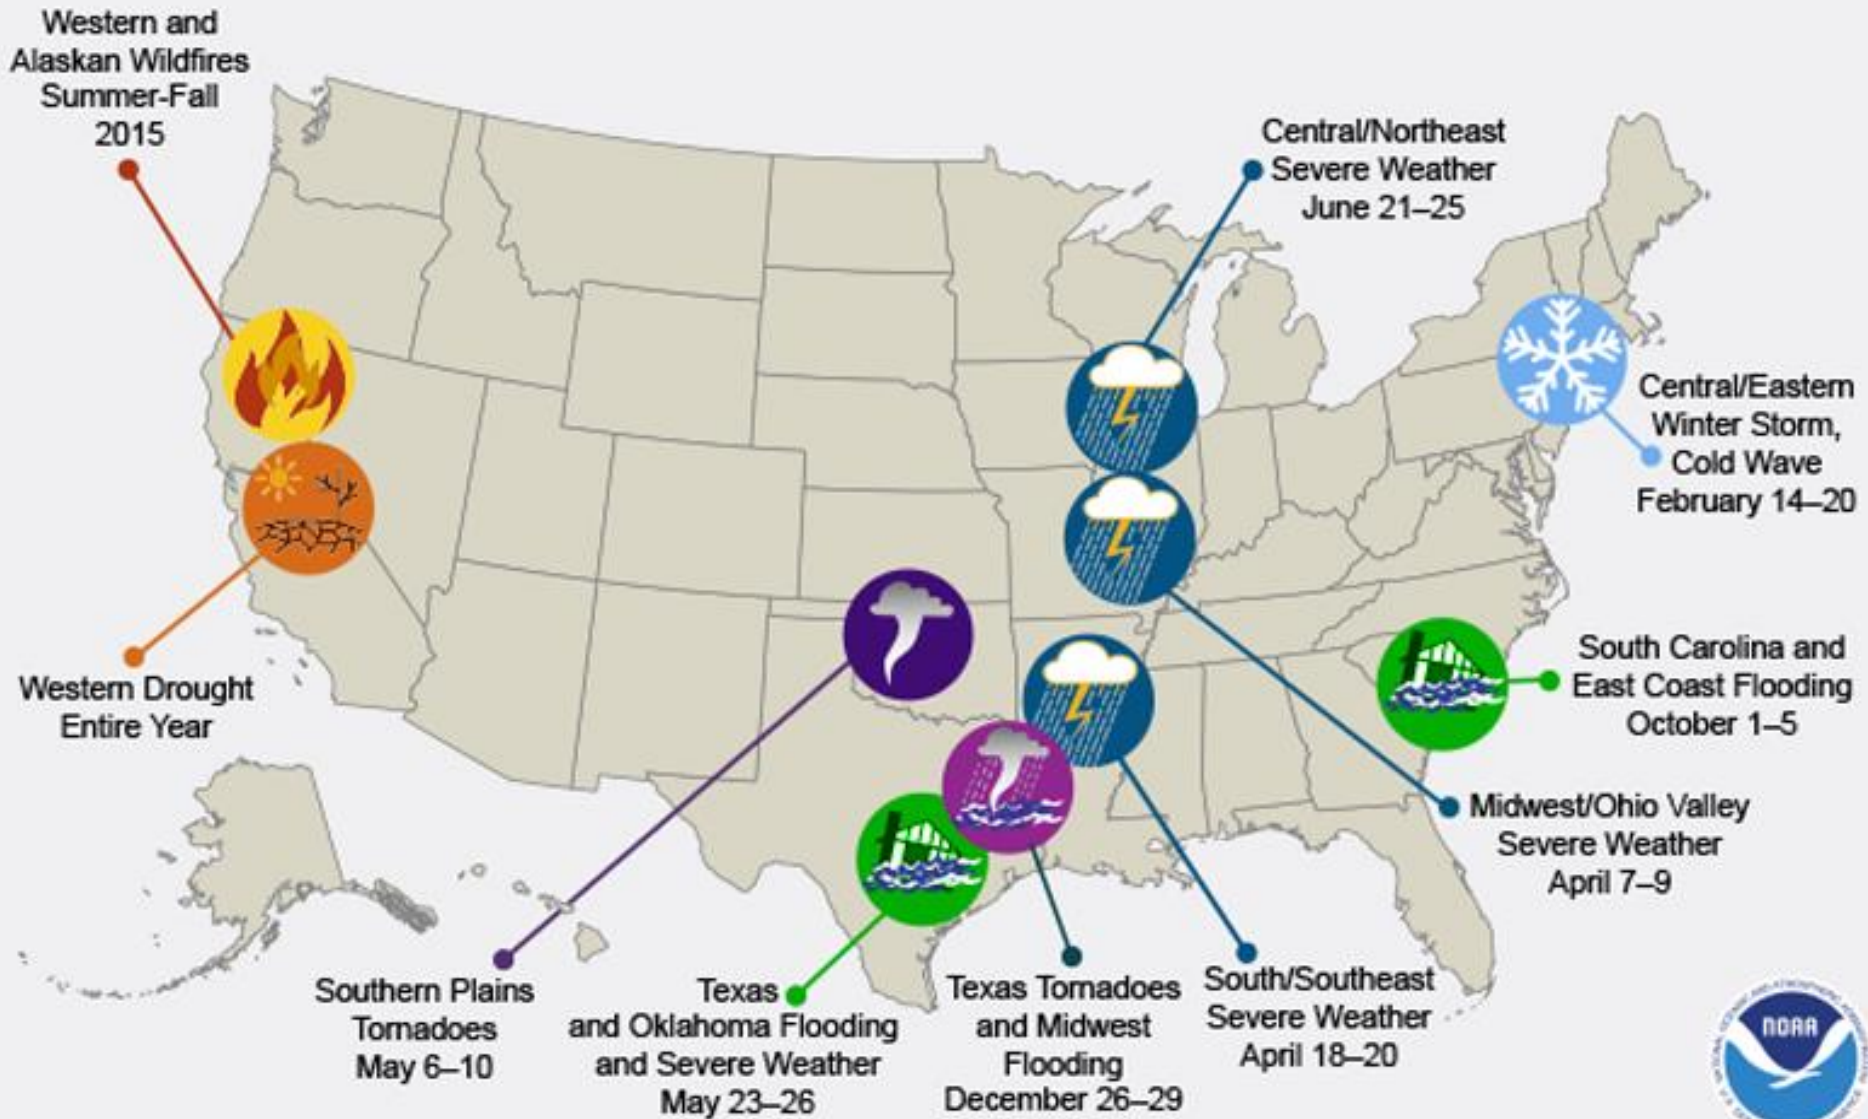 Western and
Alaskan Wildfires
Summer-Fall
2015
Central/Northeast
Severe Weather
June 21–25
Central/Eastern
Winter Storm,
Cold Wave
February 14–20
Western Drought
Entire Year
South Carolina and
East Coast Flooding
October 1–5
Midwest/Ohio Valley
Severe Weather
April 7–9
Southern Plains
Tornadoes
May 6–10
Texas
and Oklahoma Flooding
and Severe Weather
May 23–26
Texas Tornadoes
and Midwest
Flooding
December 26–29
South/Southeast
Severe Weather
April 18–20
NOAA